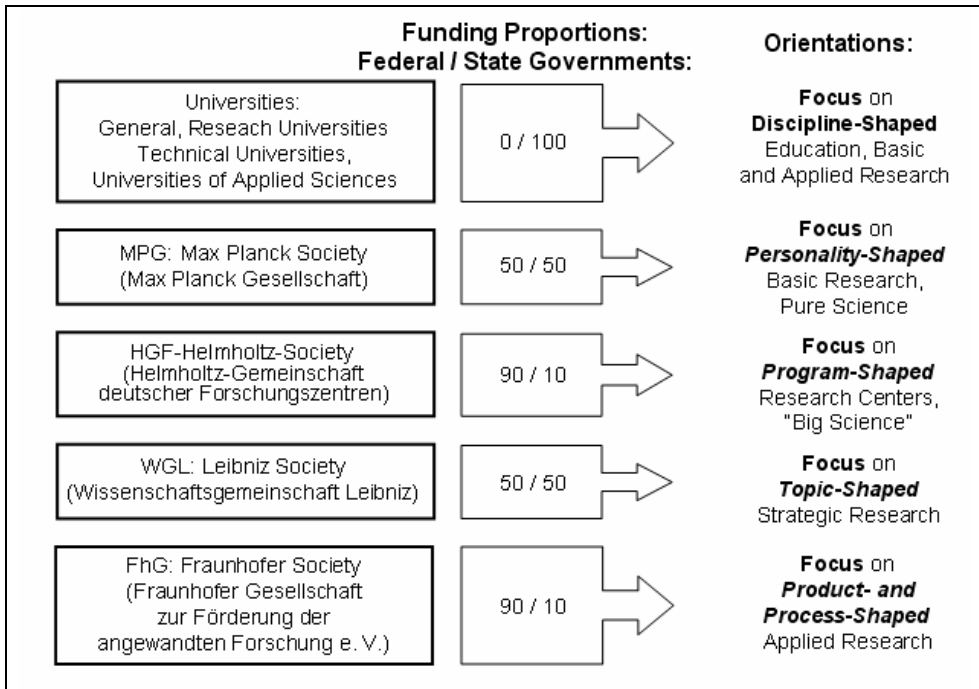 Funding Proportions:
Federal / State Governments:
Orientations:
Universities:
General, Reseach Universities
Technical Universities,
Universities of Applied Sciences
0 / 100
Focus on
Discipline-Shaped
Education, Basic
and Applied Research
MPG: Max Planck Society
(Max Planck Gesellschaft)
50 / 50
Focus on
Personality-Shaped
Basic Research,
Pure Science
HGF-Helmholtz-Society
(Helmholtz-Gemeinschaft
deutscher Forschungszentren)
90 / 10
Focus on
Program-Shaped
Research Centers,
"Big Science"
WGL: Leibniz Society
(Wissenschaftsgemeinschaft Leibniz)
50 / 50
Focus on
Topic-Shaped
Strategic Research
FhG: Fraunhofer Society
(Fraunhofer Gesellschaft
zur Förderung der
angewandten Forschung e. V.)
90 / 10
Focus on
Product- and
Process-Shaped
Applied Research